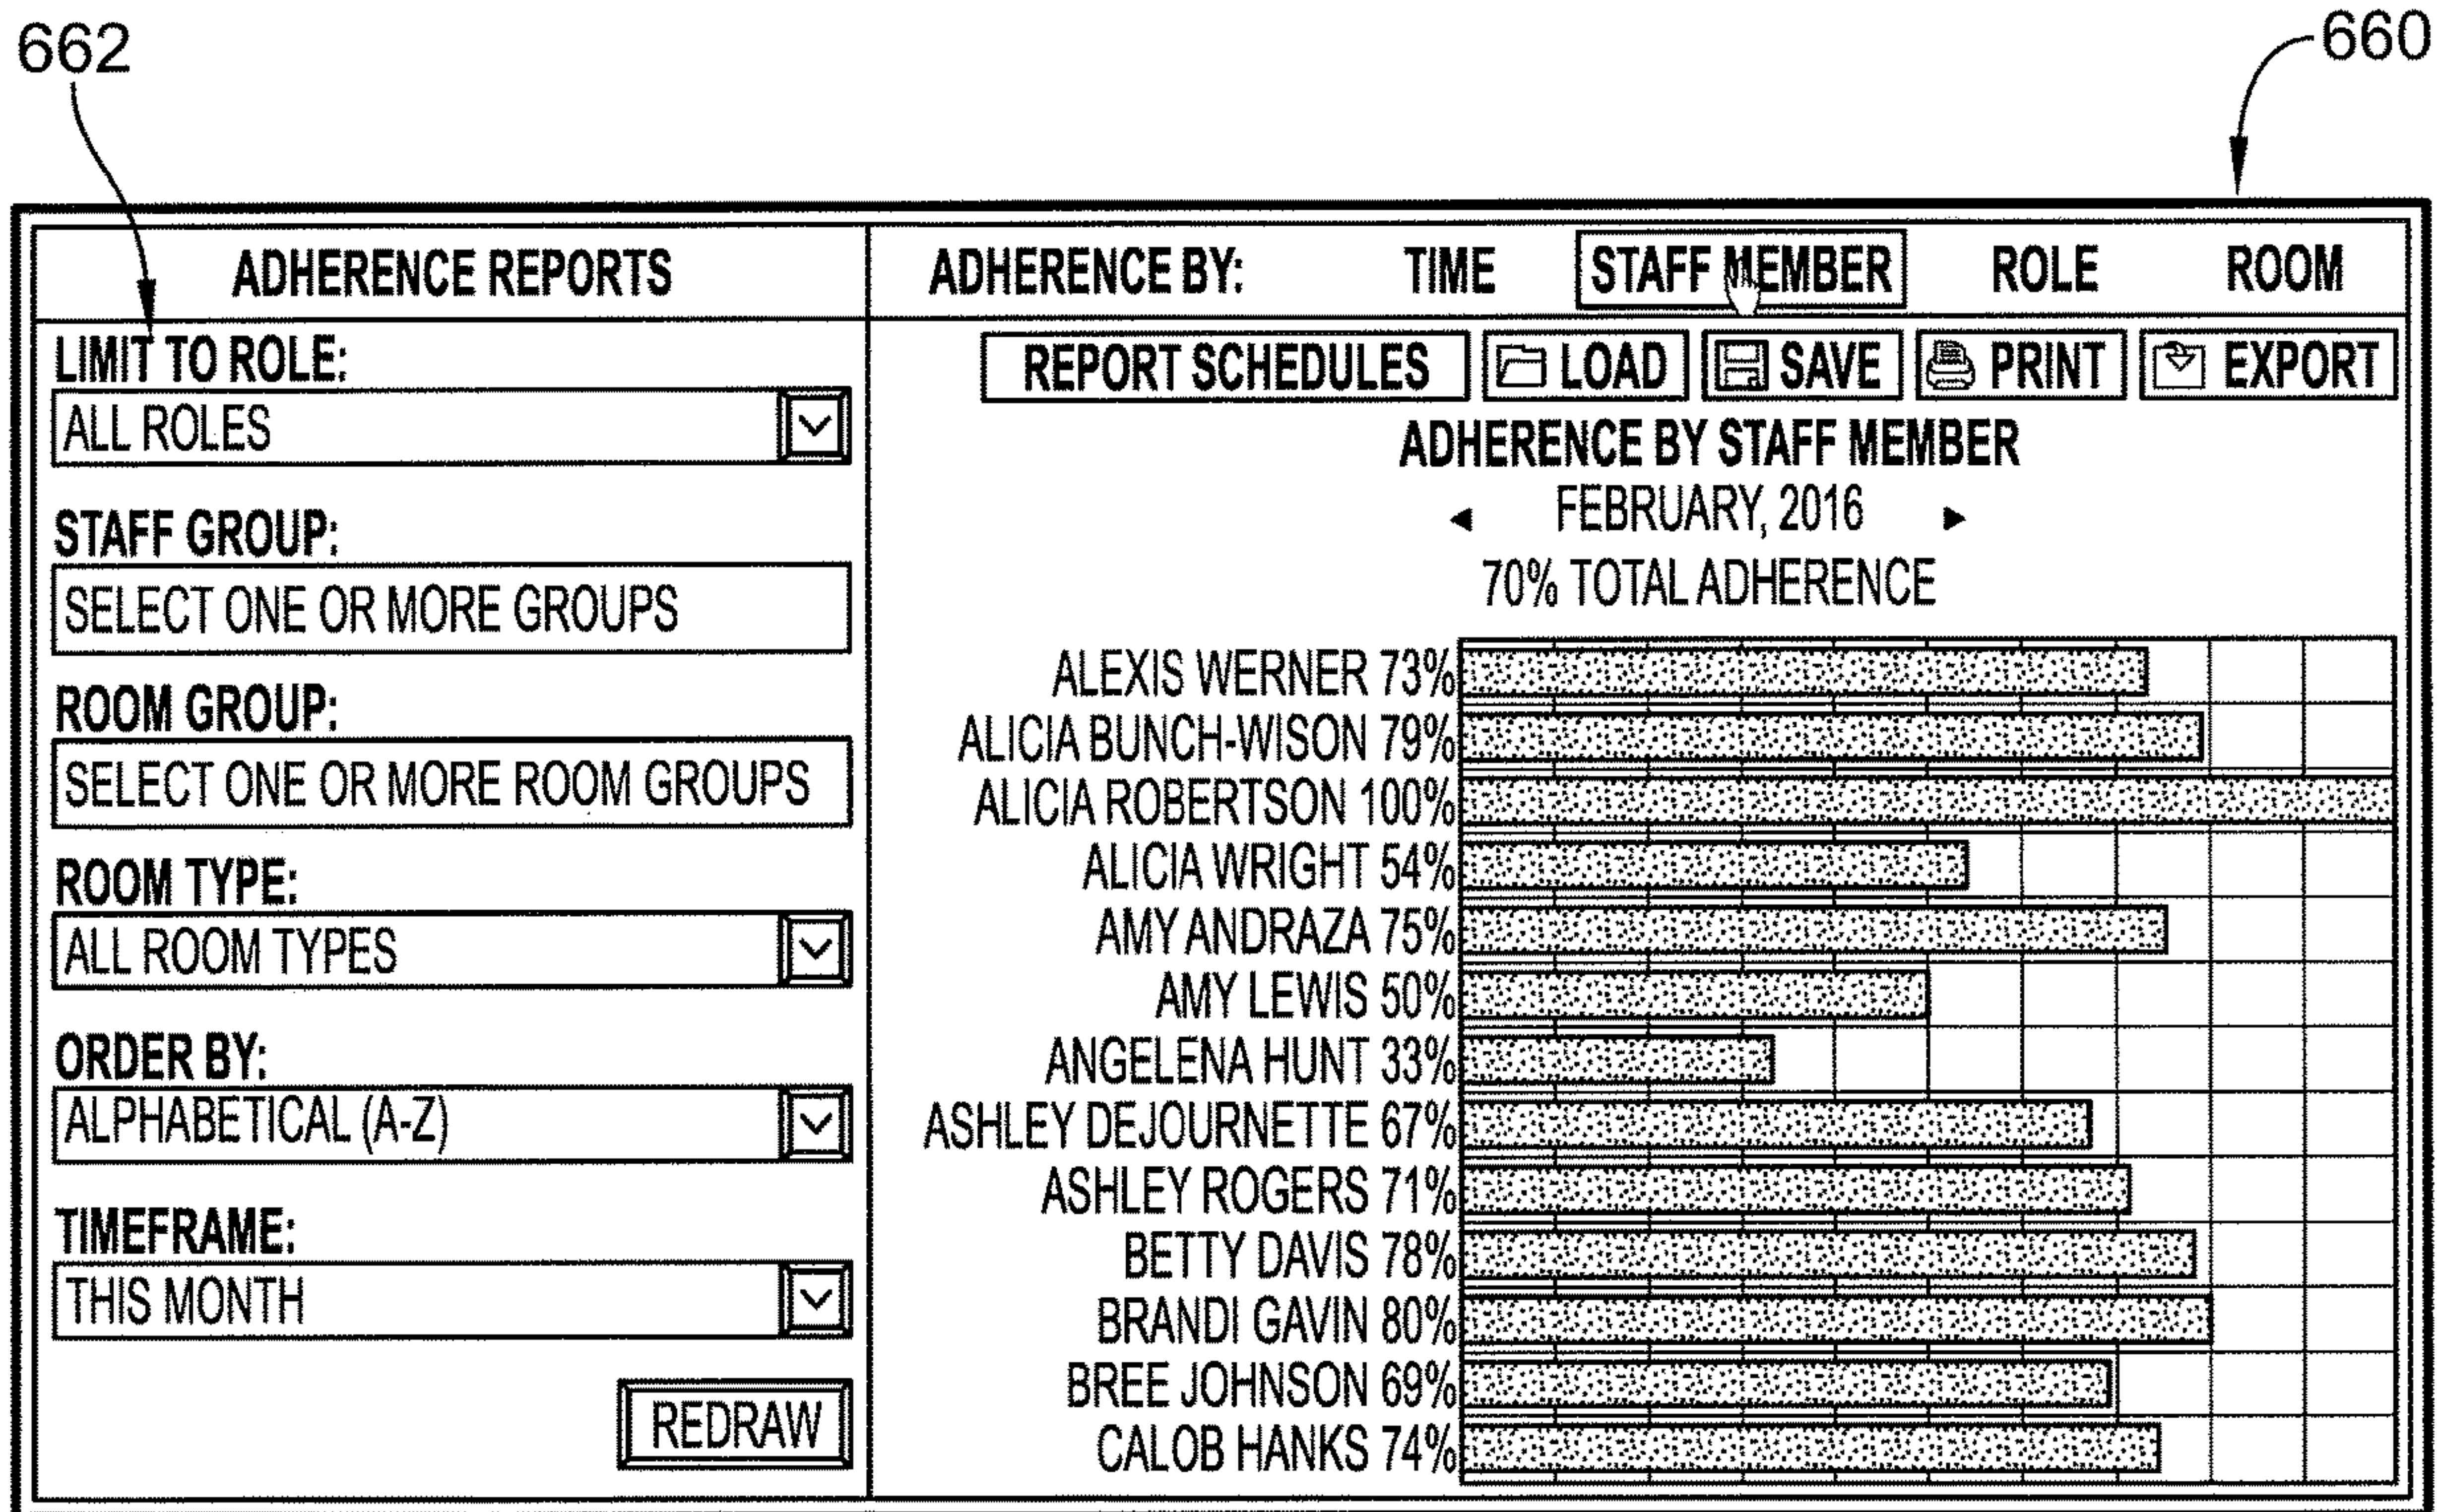 662
660
ADHERENCE REPORTS
ADHERENCE BY: TIME STAFF MEMBER ROLE ROOM
LIMIT TO ROLE:
ALL ROLES
STAFF GROUP:
SELECT ONE OR MORE GROUPS
ROOM GROUP:
SELECT ONE OR MORE ROOM GROUPS
ROOM TYPE:
ALL ROOM TYPES
ORDER BY:
ALPHABETICAL (A-Z)
TIMEFRAME:
THIS MONTH
REDRAW
REPORT SCHEDULES LOAD SAVE PRINT EXPORT
ADHERENCE BY STAFF MEMBER
FEBRUARY, 2016
70% TOTAL ADHERENCE
ALEXIS WERNER 73%
ALICIA BUNCH-WISON 79%
ALICIA ROBERTSON 100%
ALICIA WRIGHT 54%
AMY ANDRAZA 75%
AMY LEWIS 50%
ANGELENA HUNT 33%
ASHLEY DEJOURNETTE 67%
ASHLEY ROGERS 71%
BETTY DAVIS 78%
BRANDI GAVIN 80%
BREE JOHNSON 69%
CALOB HANKS 74%